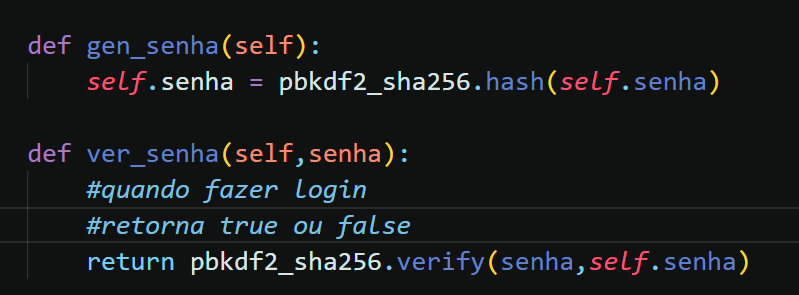 def gen_senha(self):
self.senha = pbkdf2_sha256.hash(self.senha)
def ver_senha(self,senha):
#quando fazer login
#retorna true ou false
return pbkdf2_sha256.verify(senha,self.senha)